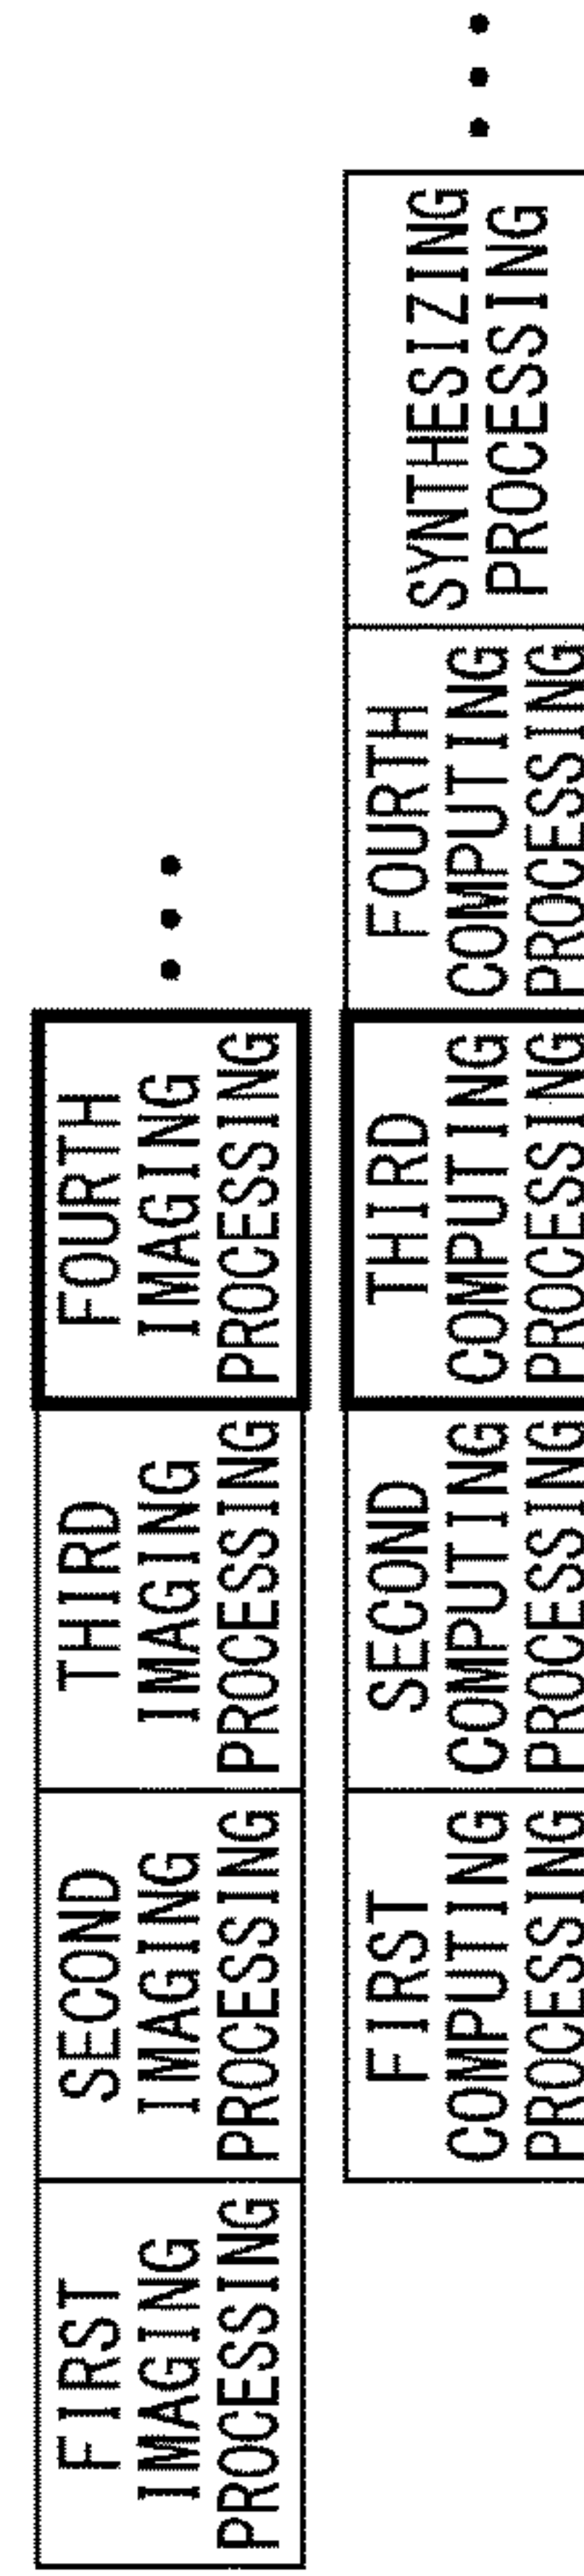 FIRST
IMAGING
PROCESSING
SECOND
IMAGING
PROCESSING
THIRD
IMAGING
PROCESSING
FOURTH
IMAGING
PROCESSING
FIRST
COMPUTING
PROCESSING
SECOND
COMPUTING
PROCESSING
THIRD
COMPUTING
PROCESSING
FOURTH
COMPUTING
PROCESSING
SYNTHESIZING
PROCESSING